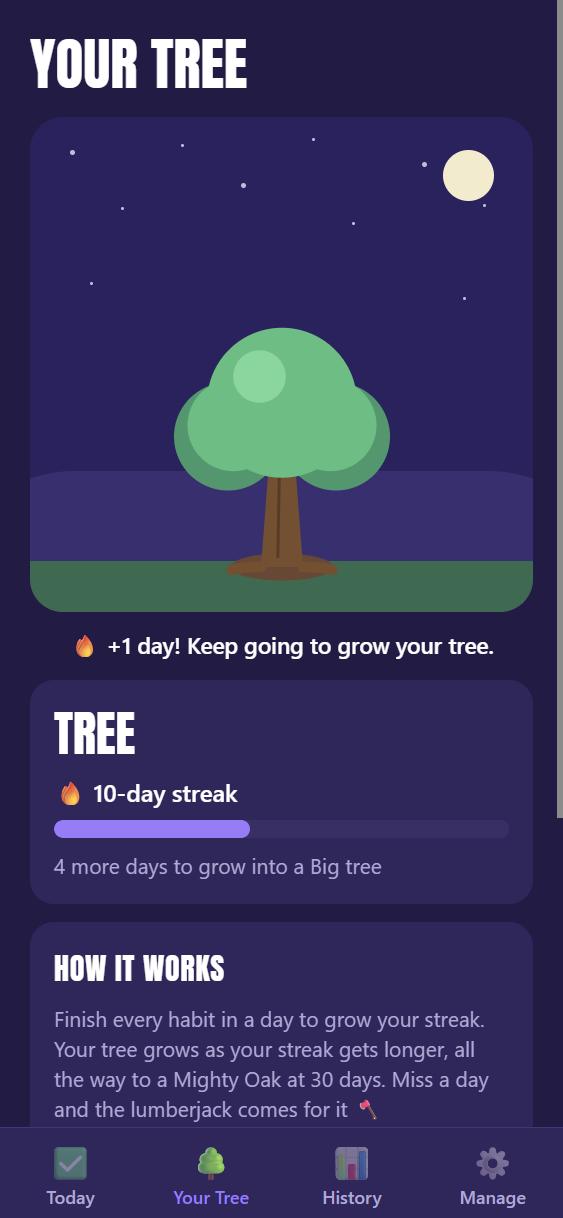 YOUR TREE
🔥 +1 day! Keep going to grow your tree.
TREE
🔥 10-day streak
4 more days to grow into a Big tree
HOW IT WORKS
Finish every habit in a day to grow your streak.
Your tree grows as your streak gets longer, all
the way to a Mighty Oak at 30 days. Miss a day
and the lumberjack comes for it 🪓
Today
Your Tree
History
Manage